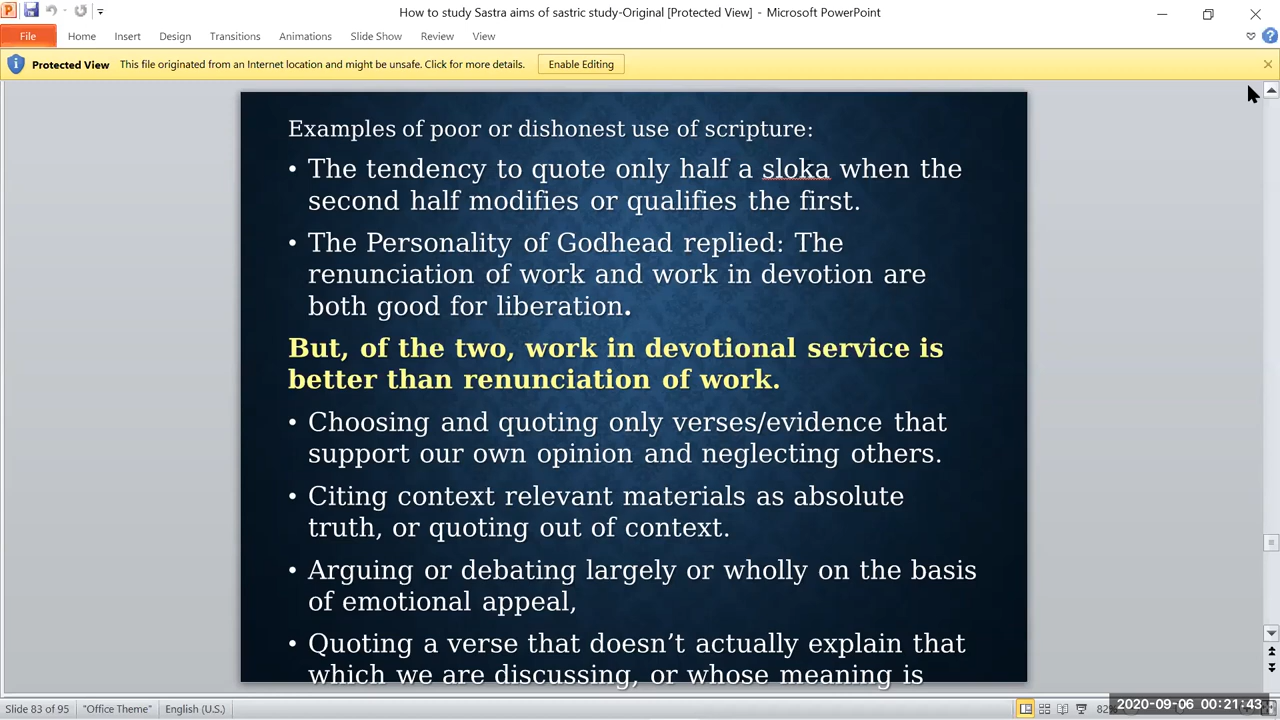 How to study Sastra aims of sastric study-Original [Protected View] - Microsoft PowerPoint
File Home Insert Design Transitions Animations Slide Show Review View
Protected View This file originated from an Internet location and might be unsafe. Click for more details. Enable Editing
Examples of poor or dishonest use of scripture:
• The tendency to quote only half a sloka when the
second half modifies or qualifies the first.
• The Personality of Godhead replied: The
renunciation of work and work in devotion are
both good for liberation.
But, of the two, work in devotional service is
better than renunciation of work.
• Choosing and quoting only verses/evidence that
support our own opinion and neglecting others.
• Citing context relevant materials as absolute
truth, or quoting out of context.
• Arguing or debating largely or wholly on the basis
of emotional appeal,
• Quoting a verse that doesn’t actually explain that
which we are discussing, or whose meaning is
Slide 83 of 95 "Office Theme" English (U.S.) 82%
2020-09-06 00:21:43